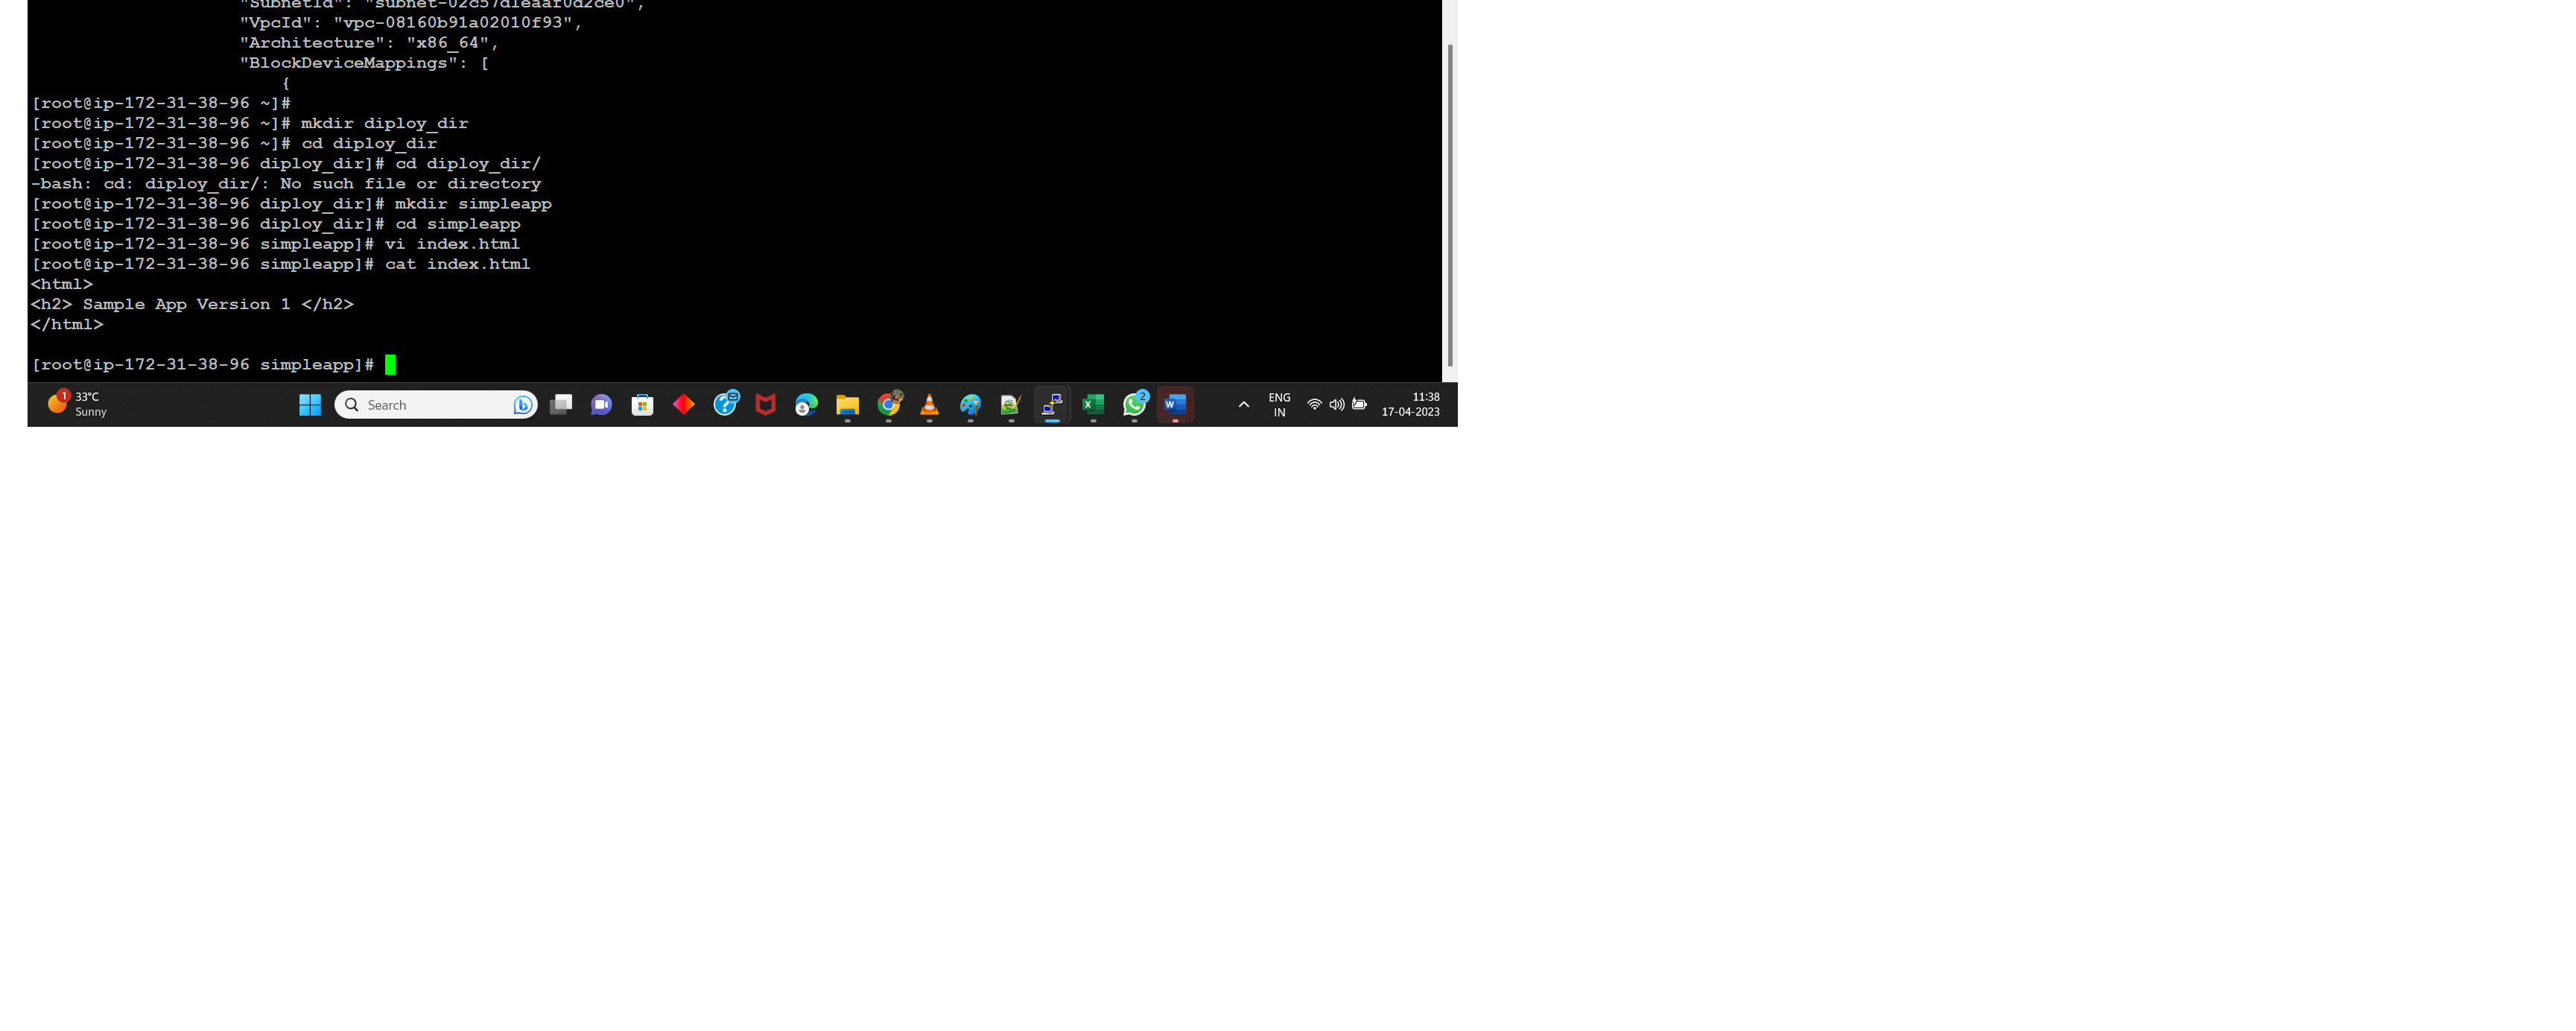 "SubnetId": "subnet-02c57d1eaaf0d2ce0",
"VpcId": "vpc-08160b91a02010f93",
"Architecture": "x86_64",
"BlockDeviceMappings": [
{
[root@ip-172-31-38-96 ~]#
[root@ip-172-31-38-96 ~]# mkdir diploy_dir
[root@ip-172-31-38-96 ~]# cd diploy_dir
[root@ip-172-31-38-96 diploy_dir]# cd diploy_dir/
-bash: cd: diploy_dir/: No such file or directory
[root@ip-172-31-38-96 diploy_dir]# mkdir simpleapp
[root@ip-172-31-38-96 diploy_dir]# cd simpleapp
[root@ip-172-31-38-96 simpleapp]# vi index.html
[root@ip-172-31-38-96 simpleapp]# cat index.html
<html>
<h2> Sample App Version 1 </h2>
</html>
[root@ip-172-31-38-96 simpleapp]#
1
33°C
Sunny
Search
2
ENG
IN
11:38
17-04-2023